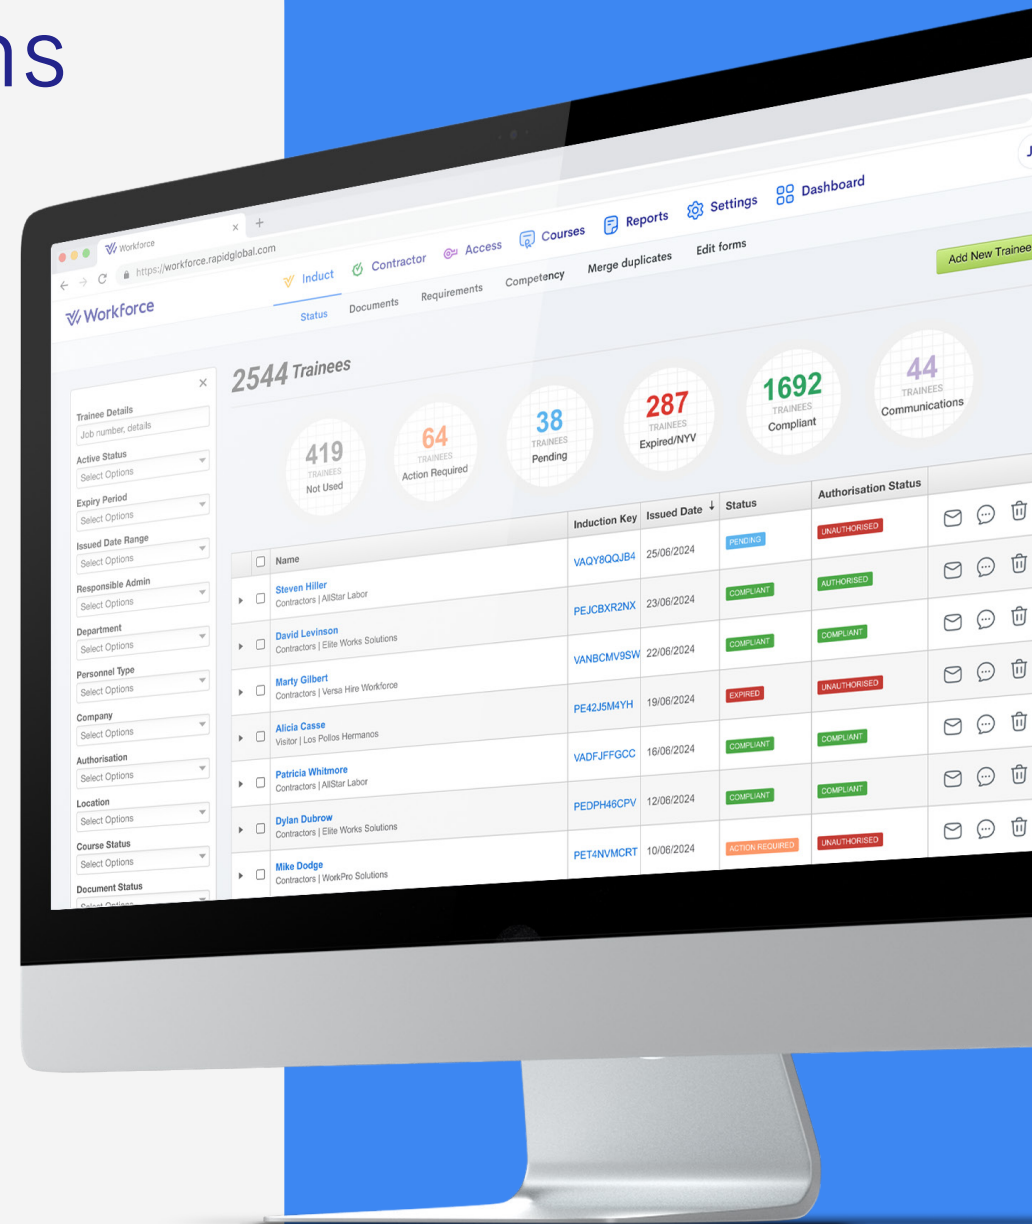 ns
Workforce
https://workforce.rapidglobal.com
Workforce
Induct
Contractor
Access
Courses
Reports
Settings
Dashboard
J
Status
Documents
Requirements
Competency
Merge duplicates
Edit forms
Add New Trainee
2544 Trainees
419
TRAINEES
Not Used
64
TRAINEES
Action Required
38
TRAINEES
Pending
287
TRAINEES
Expired/NYV
1692
TRAINEES
Compliant
44
TRAINEES
Communications
Trainee Details
Job number, details
Active Status
Select Options
Expiry Period
Select Options
Issued Date Range
Select Options
Responsible Admin
Select Options
Department
Select Options
Personnel Type
Select Options
Company
Select Options
Authorisation
Select Options
Location
Select Options
Course Status
Select Options
Document Status
Select Options
Name Induction Key Issued Date ↓ Status Authorisation Status
Steven Hiller VAQY8QQJB4 25/06/2024 PENDING UNAUTHORISED
Contractors | AllStar Labor
David Levinson PEJCBXR2NX 23/06/2024 COMPLIANT AUTHORISED
Contractors | Elite Works Solutions
Marty Gilbert VANBCMV9SW 22/06/2024 COMPLIANT COMPLIANT
Contractors | Versa Hire Workforce
Alicia Casse PE42J5M4YH 19/06/2024 EXPIRED UNAUTHORISED
Visitor | Los Pollos Hermanos
Patricia Whitmore VADFJFFGCC 16/06/2024 COMPLIANT COMPLIANT
Contractors | AllStar Labor
Dylan Dubrow PEDPH46CPV 12/06/2024 COMPLIANT COMPLIANT
Contractors | Elite Works Solutions
Mike Dodge PET4NVMCRT 10/06/2024 ACTION REQUIRED UNAUTHORISED
Contractors | WorkPro Solutions